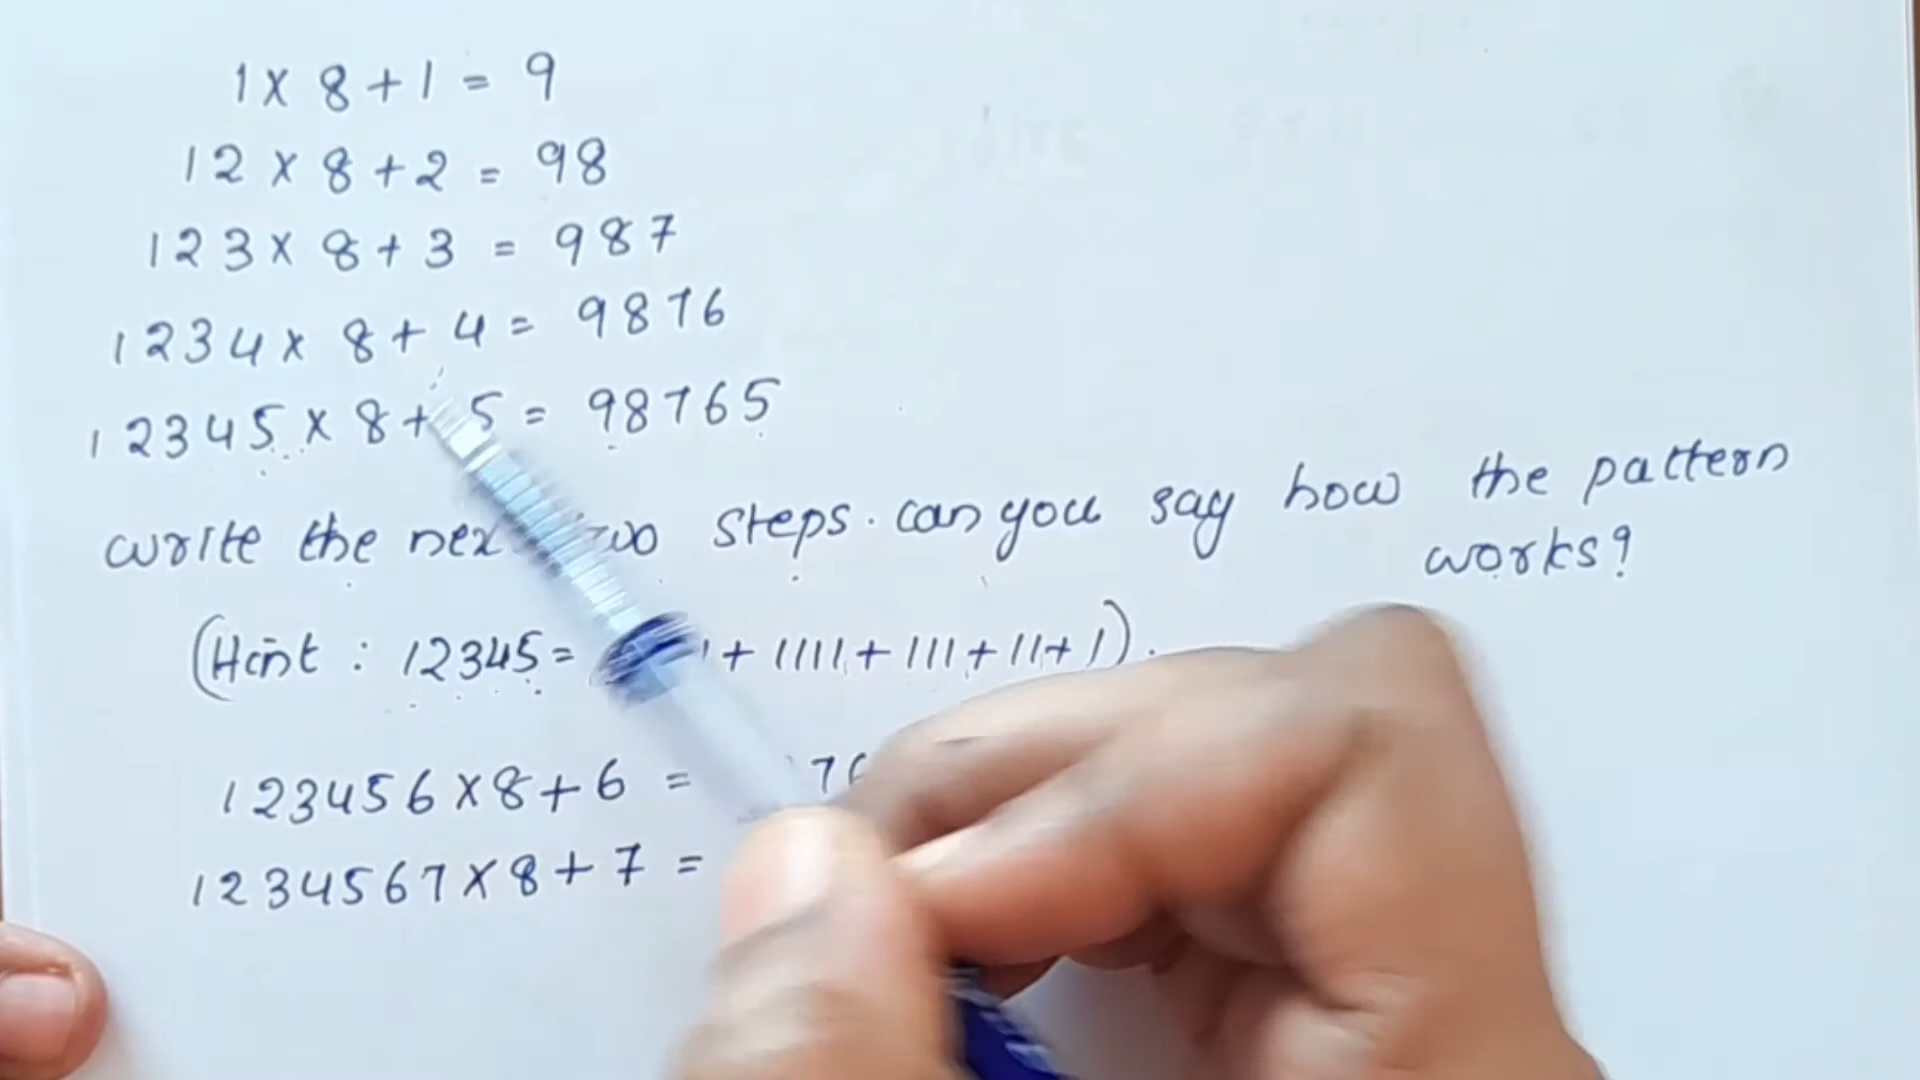 1 x 8 + 1 = 9
12 x 8 + 2 = 98
123 x 8 + 3 = 987
1234 x 8 + 4 = 9876
12345 x 8 + 5 = 98765
write the steps. can you say how the pattern
works?
(Hint : 12345 = + 1111 + 111 + 11 + 1).
123456 x 8 + 6 = 76
1234567 x 8 + 7 =